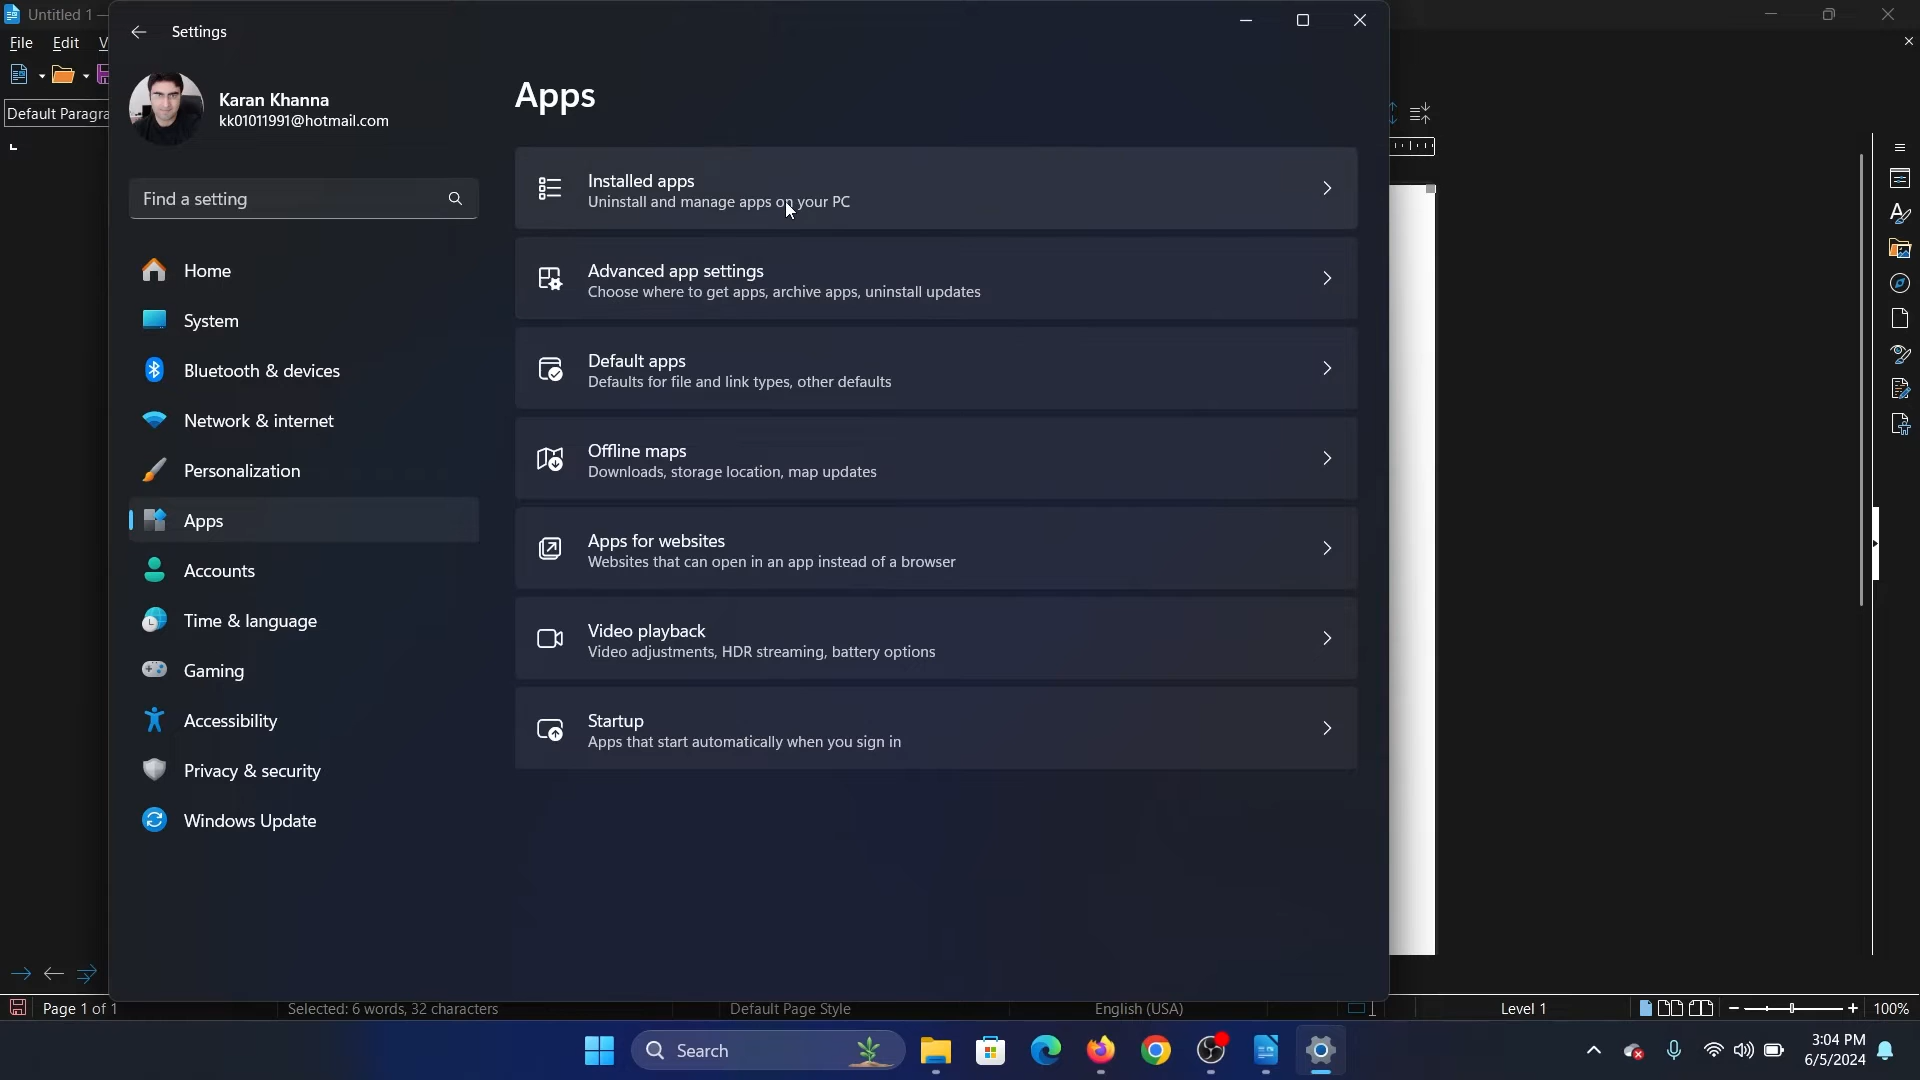 Untitled 1 —
File Edit V
Default Paragra
Settings
Karan Khanna
kk01011991@hotmail.com
Find a setting
Home
System
Bluetooth & devices
Network & internet
Personalization
Apps
Accounts
Time & language
Gaming
Accessibility
Privacy & security
Windows Update
Apps
Installed apps
Uninstall and manage apps on your PC
Advanced app settings
Choose where to get apps, archive apps, uninstall updates
Default apps
Defaults for file and link types, other defaults
Offline maps
Downloads, storage location, map updates
Apps for websites
Websites that can open in an app instead of a browser
Video playback
Video adjustments, HDR streaming, battery options
Startup
Apps that start automatically when you sign in
Page 1 of 1 Selected: 6 words, 32 characters Default Page Style English (USA) Level 1 100%
Search
3:04 PM
6/5/2024